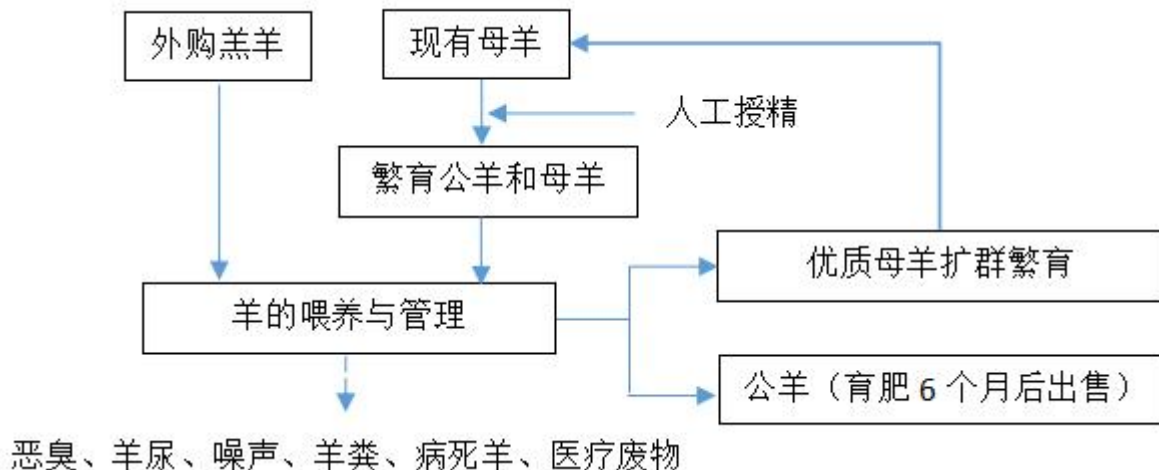 外购羔羊
现有母羊
人工授精
繁育公羊和母羊
优质母羊扩群繁育
羊的喂养与管理
公羊（育肥 6 个月后出售）
恶臭、羊尿、噪声、羊粪、病死羊、医疗废物